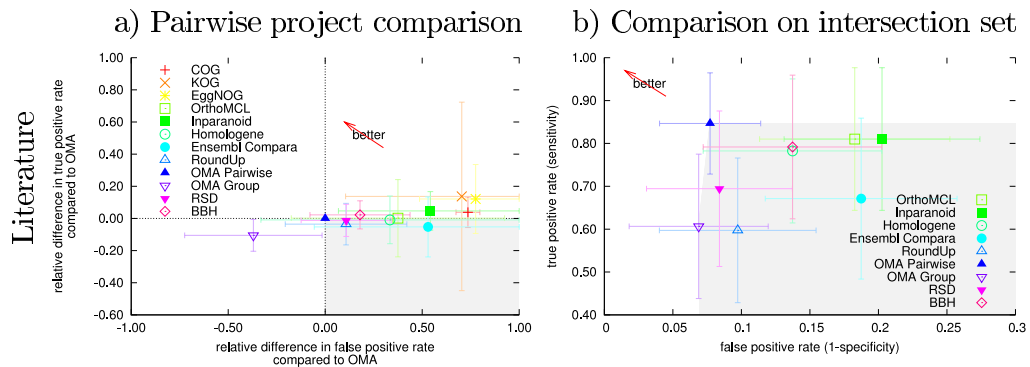 a) Pairwise project comparison
b) Comparison on intersection set
Literature
relative difference in true positive rate
compared to OMA
1.00
0.80
0.60
0.40
0.20
0.00
-0.20
-0.40
-0.60
COG
KOG
EggNOG
OrthoMCL
Inparanoid
Homologene
Ensembl Compara
RoundUp
OMA Pairwise
OMA Group
RSD
BBH
better
-1.00
-0.50
0.00
0.50
1.00
relative difference in false positive rate
compared to OMA
true positive rate (sensitivity)
1.00
0.90
0.80
0.70
0.60
0.50
0.40
better
OrthoMCL
Inparanoid
Homologene
Ensembl Compara
RoundUp
OMA Pairwise
OMA Group
RSD
BBH
0
0.05
0.1
0.15
0.2
0.25
0.3
false positive rate (1-specificity)